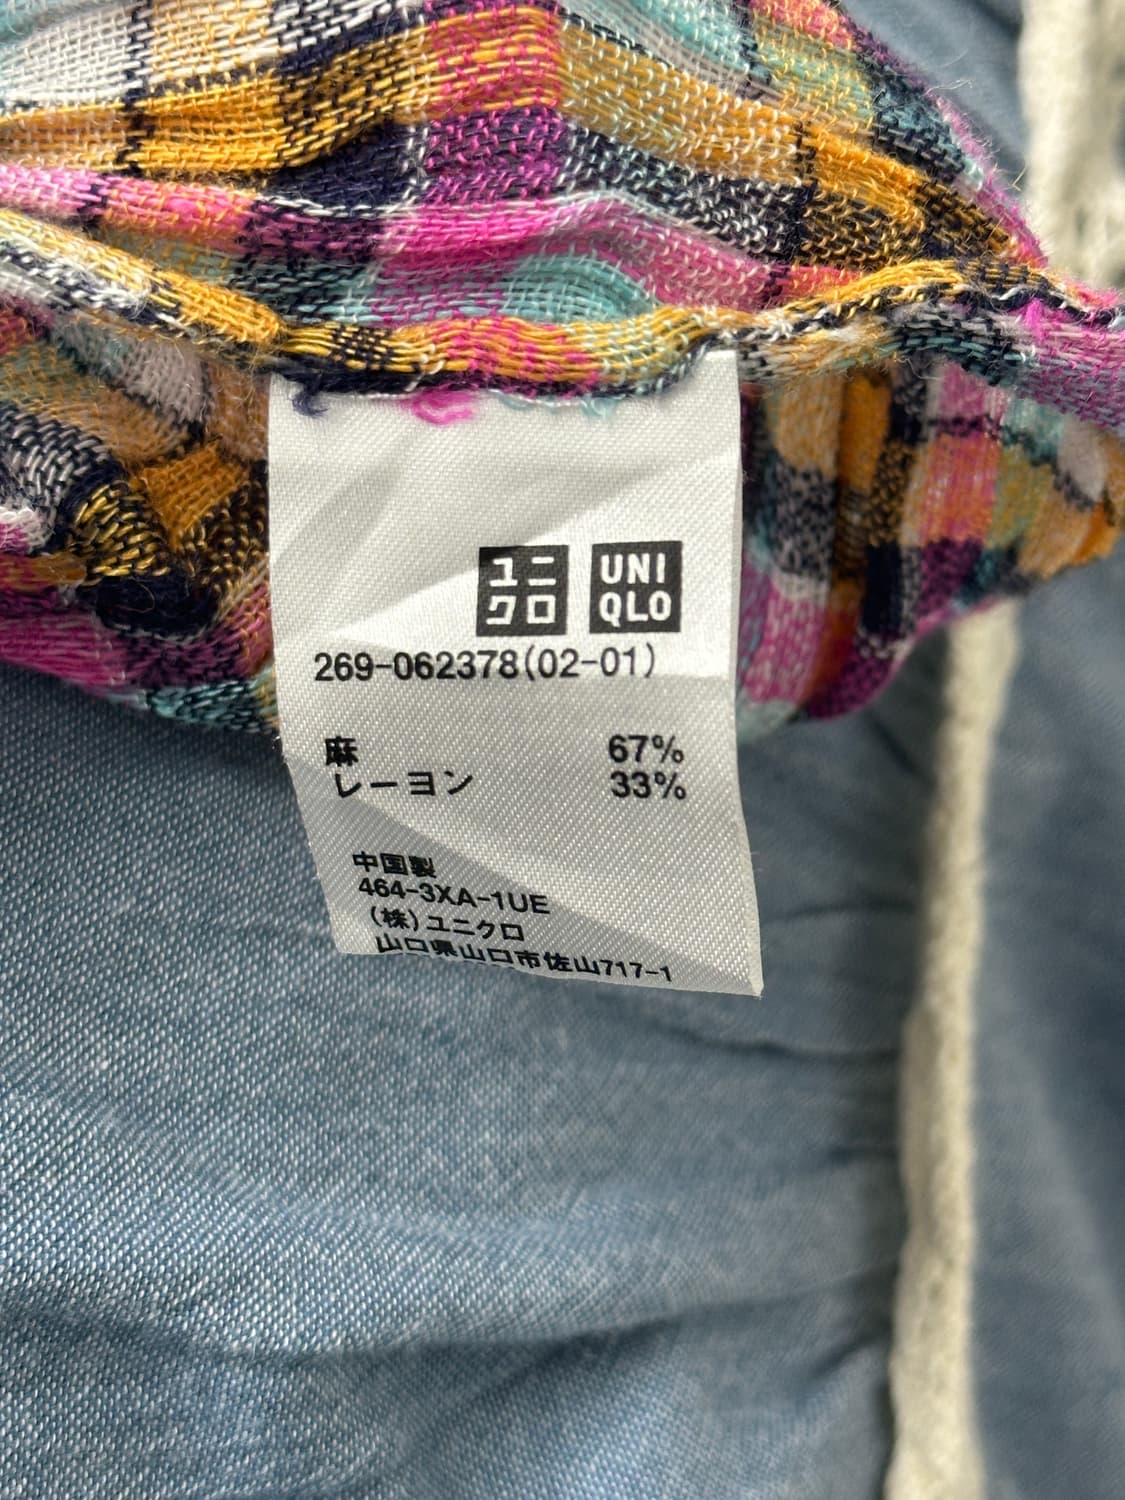 ユニクロ UNIQLO
269-062378(02-01)
麻 67%
レーヨン 33%
中国製
464-3XA-1UE
(株)ユニクロ
山口県山口市佐山717-1